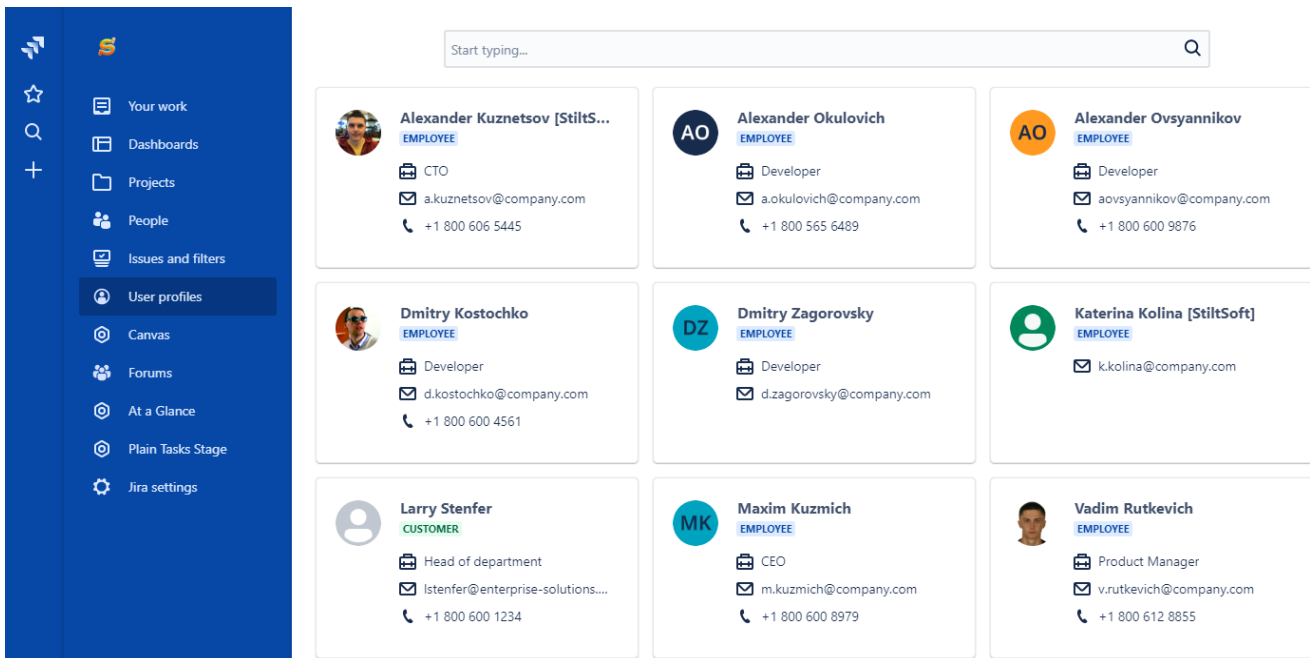 S
Start typing...
Your work
Dashboards
Projects
People
Issues and filters
User profiles
Canvas
Forums
At a Glance
Plain Tasks Stage
Jira settings
Alexander Kuznetsov [StiltS...
EMPLOYEE
CTO
a.kuznetsov@company.com
+1 800 606 5445
AO
Alexander Okulovich
EMPLOYEE
Developer
a.okulovich@company.com
+1 800 565 6489
AO
Alexander Ovsyannikov
EMPLOYEE
Developer
aovsyannikov@company.com
+1 800 600 9876
Dmitry Kostochko
EMPLOYEE
Developer
d.kostochko@company.com
+1 800 600 4561
DZ
Dmitry Zagorovsky
EMPLOYEE
Developer
d.zagorovsky@company.com
Katerina Kolina [StiltSoft]
EMPLOYEE
k.kolina@company.com
Larry Stenfer
CUSTOMER
Head of department
lstenfer@enterprise-solutions....
+1 800 600 1234
MK
Maxim Kuzmich
EMPLOYEE
CEO
m.kuzmich@company.com
+1 800 600 8979
Vadim Rutkevich
EMPLOYEE
Product Manager
v.rutkevich@company.com
+1 800 612 8855